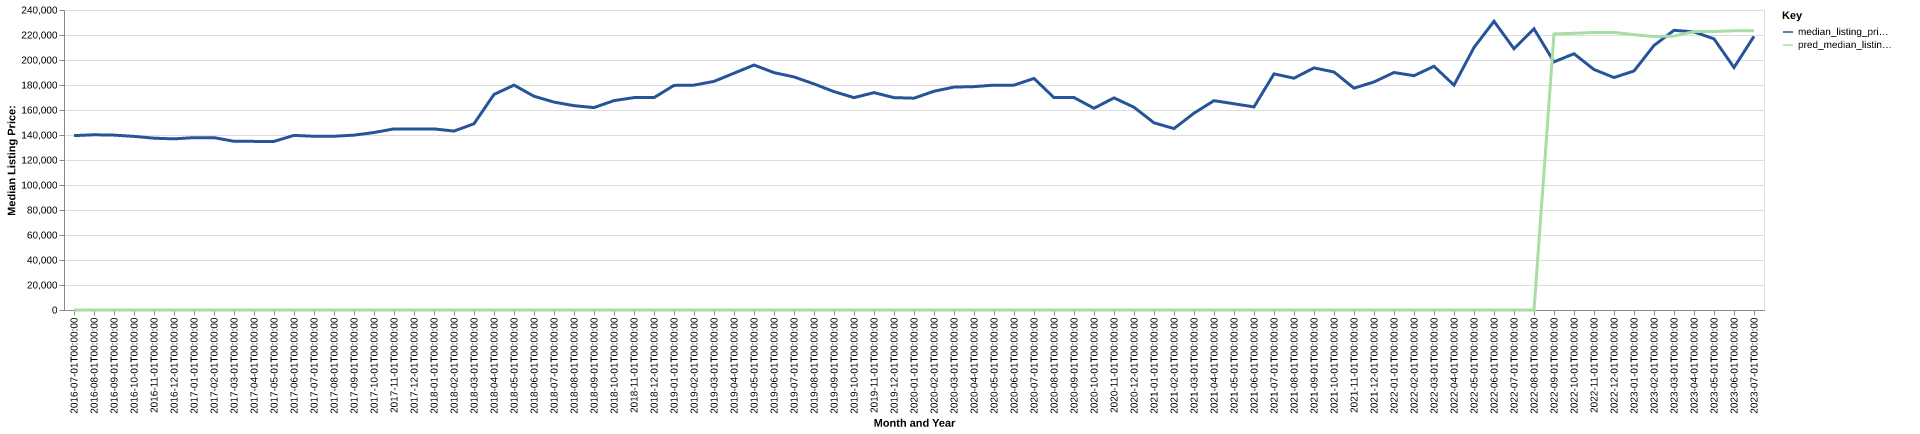 Key
median_listing_pri...
pred_median_listin...
Median Listing Price:
240,000
220,000
200,000
180,000
160,000
140,000
120,000
100,000
80,000
60,000
40,000
20,000
0
2016-07-01T00:00:00
2016-08-01T00:00:00
2016-09-01T00:00:00
2016-10-01T00:00:00
2016-11-01T00:00:00
2016-12-01T00:00:00
2017-01-01T00:00:00
2017-02-01T00:00:00
2017-03-01T00:00:00
2017-04-01T00:00:00
2017-05-01T00:00:00
2017-06-01T00:00:00
2017-07-01T00:00:00
2017-08-01T00:00:00
2017-09-01T00:00:00
2017-10-01T00:00:00
2017-11-01T00:00:00
2017-12-01T00:00:00
2018-01-01T00:00:00
2018-02-01T00:00:00
2018-03-01T00:00:00
2018-04-01T00:00:00
2018-05-01T00:00:00
2018-06-01T00:00:00
2018-07-01T00:00:00
2018-08-01T00:00:00
2018-09-01T00:00:00
2018-10-01T00:00:00
2018-11-01T00:00:00
2018-12-01T00:00:00
2019-01-01T00:00:00
2019-02-01T00:00:00
2019-03-01T00:00:00
2019-04-01T00:00:00
2019-05-01T00:00:00
2019-06-01T00:00:00
2019-07-01T00:00:00
2019-08-01T00:00:00
2019-09-01T00:00:00
2019-10-01T00:00:00
2019-11-01T00:00:00
2019-12-01T00:00:00
2020-01-01T00:00:00
2020-02-01T00:00:00
2020-03-01T00:00:00
2020-04-01T00:00:00
2020-05-01T00:00:00
2020-06-01T00:00:00
2020-07-01T00:00:00
2020-08-01T00:00:00
2020-09-01T00:00:00
2020-10-01T00:00:00
2020-11-01T00:00:00
2020-12-01T00:00:00
2021-01-01T00:00:00
2021-02-01T00:00:00
2021-03-01T00:00:00
2021-04-01T00:00:00
2021-05-01T00:00:00
2021-06-01T00:00:00
2021-07-01T00:00:00
2021-08-01T00:00:00
2021-09-01T00:00:00
2021-10-01T00:00:00
2021-11-01T00:00:00
2021-12-01T00:00:00
2022-01-01T00:00:00
2022-02-01T00:00:00
2022-03-01T00:00:00
2022-04-01T00:00:00
2022-05-01T00:00:00
2022-06-01T00:00:00
2022-07-01T00:00:00
2022-08-01T00:00:00
2022-09-01T00:00:00
2022-10-01T00:00:00
2022-11-01T00:00:00
2022-12-01T00:00:00
2023-01-01T00:00:00
2023-02-01T00:00:00
2023-03-01T00:00:00
2023-04-01T00:00:00
2023-05-01T00:00:00
2023-06-01T00:00:00
2023-07-01T00:00:00
Month and Year